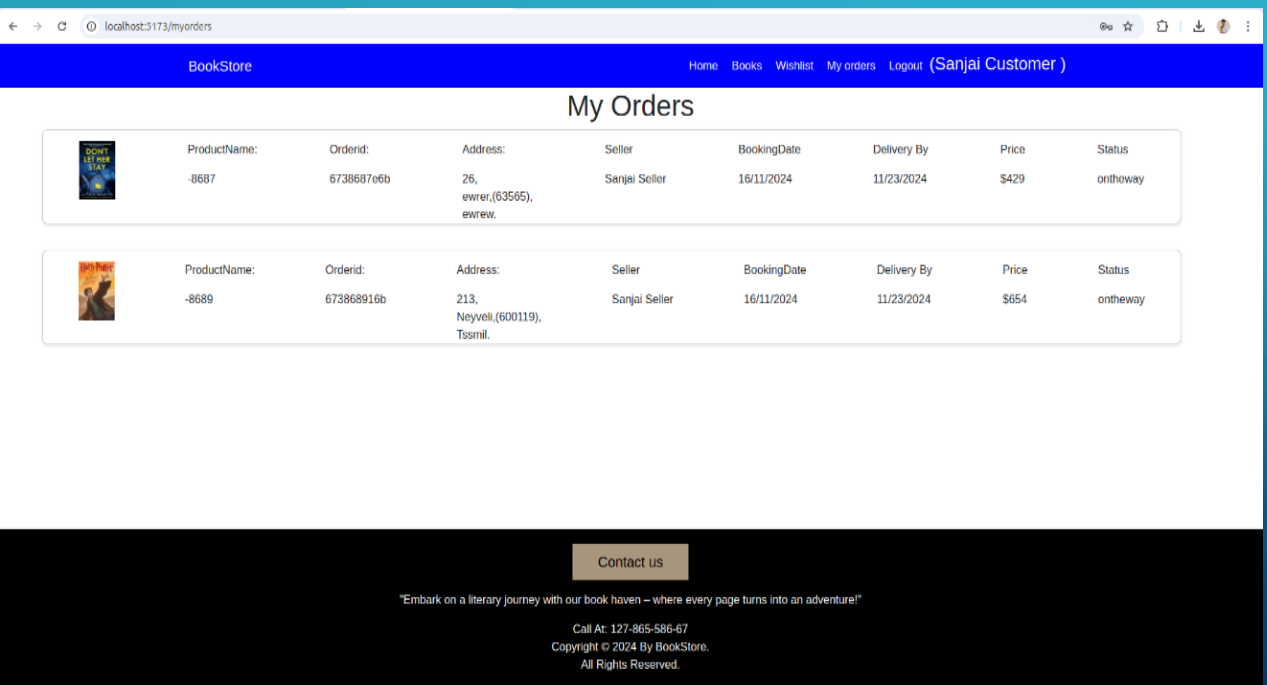 localhost:5173/myorders
BookStore
Home Books Wishlist My orders Logout (Sanjai Customer )
My Orders
DON'T
LET HER
STAY
ProductName: Orderid: Address: Seller BookingDate Delivery By Price Status
-8687 6738687e6b 26, Sanjai Seller 16/11/2024 11/23/2024 $429 ontheway
ewrer,(63565),
ewrew.
Harry Potter
ProductName: Orderid: Address: Seller BookingDate Delivery By Price Status
-8689 673868916b 213, Sanjai Seller 16/11/2024 11/23/2024 $654 ontheway
Neyveli,(600119),
Tssmil.
Contact us
"Embark on a literary journey with our book haven – where every page turns into an adventure!"
Call At: 127-865-586-67
Copyright © 2024 By BookStore.
All Rights Reserved.